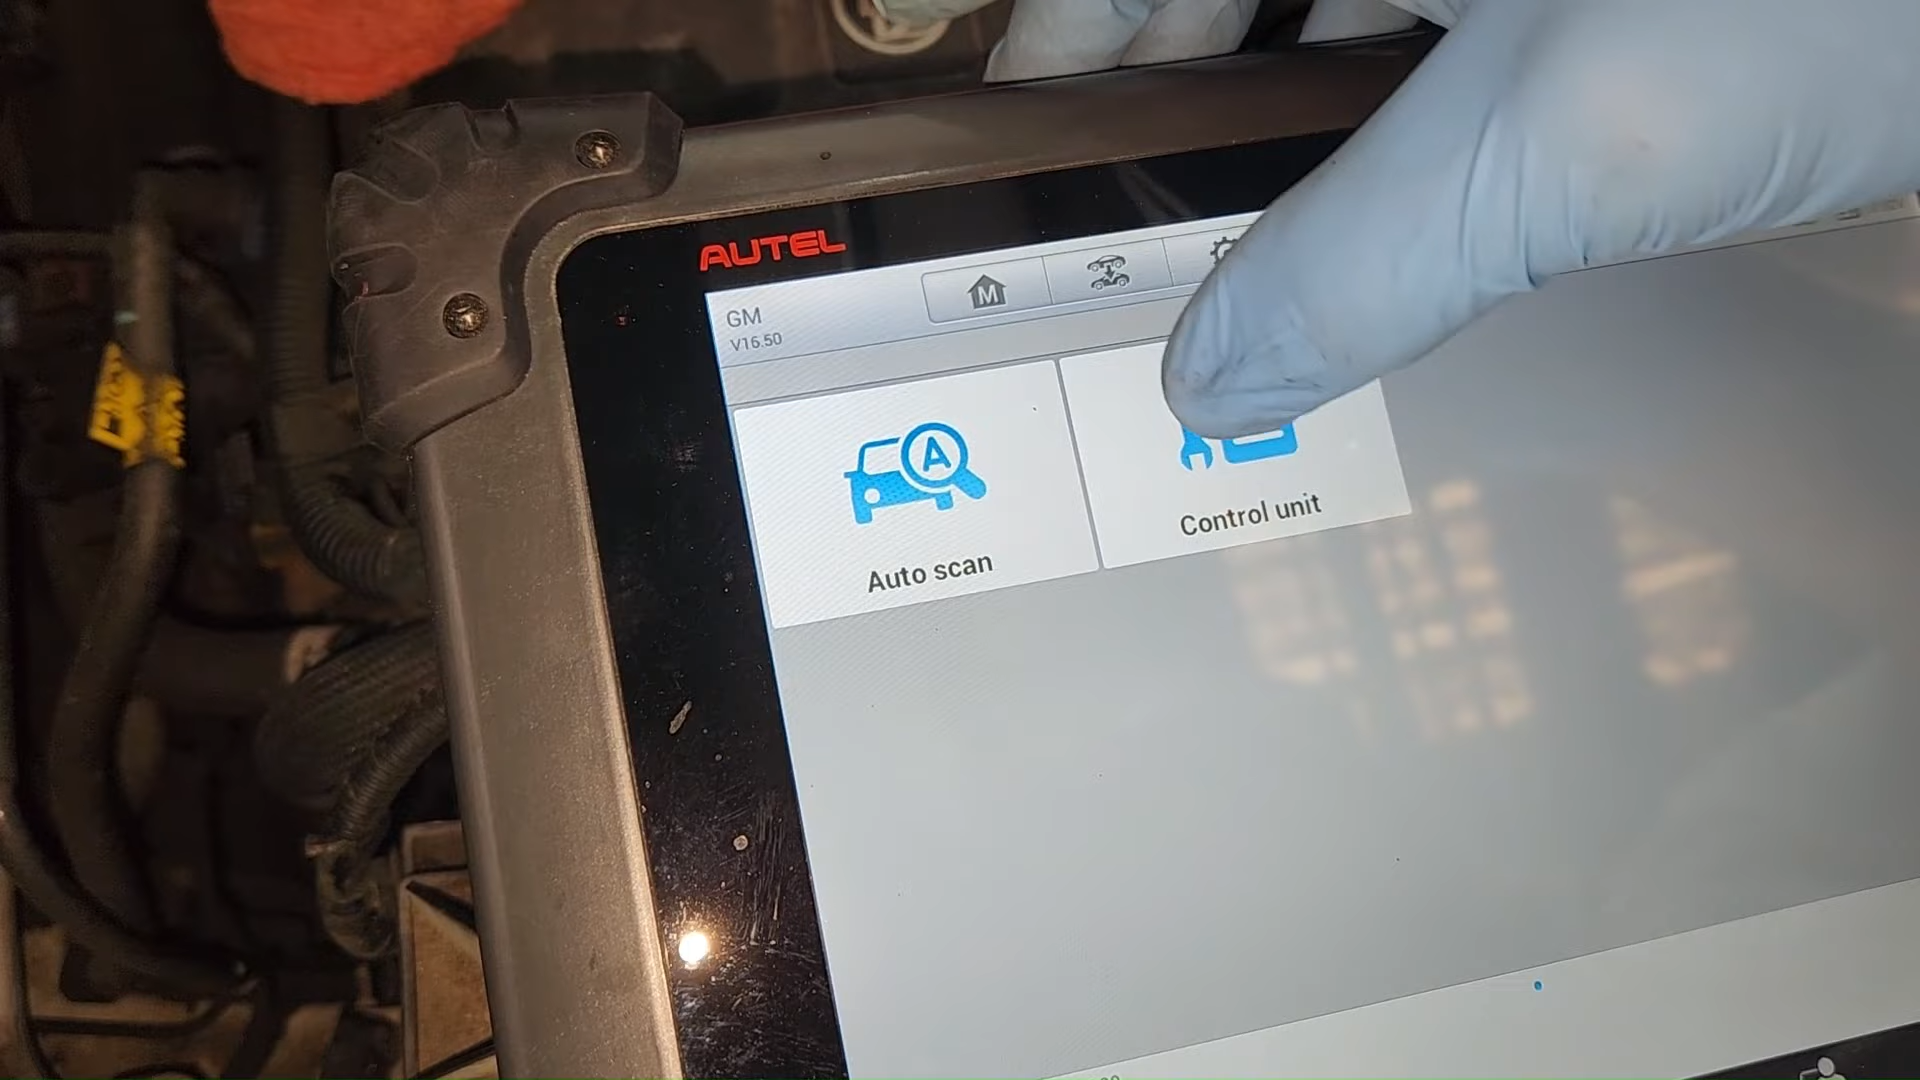 AUTEL
M
GM
V16.50
A
Auto scan
Control unit